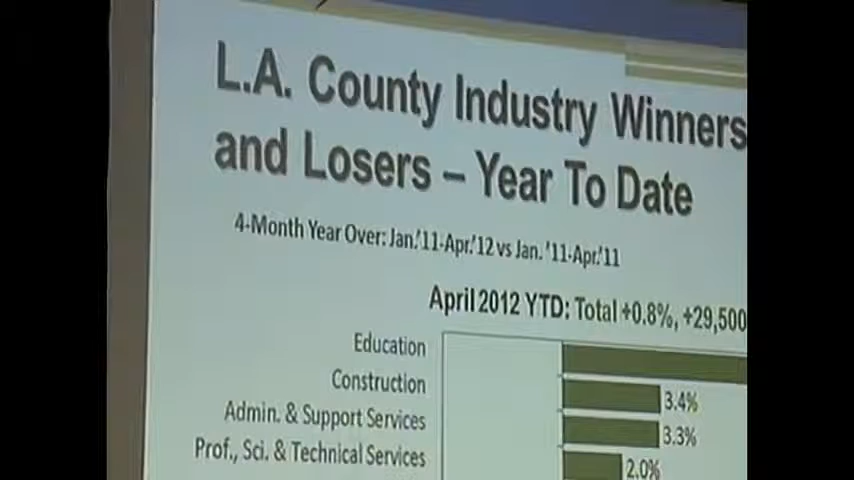 L.A. County Industry Winners
and Losers – Year To Date
4-Month Year Over: Jan.'11-Apr.'12 vs Jan. '11-Apr.'11
April 2012 YTD: Total +0.8%, +29,500
Education
Construction 3.4%
Admin. & Support Services 3.3%
Prof., Sci. & Technical Services 2.0%